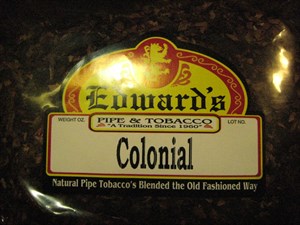 Edward's
WEIGHT OZ. PIPE & TOBACCO LOT NO.
"A Tradition Since 1960"
Colonial
Natural Pipe Tobacco's Blended the Old Fashioned Way